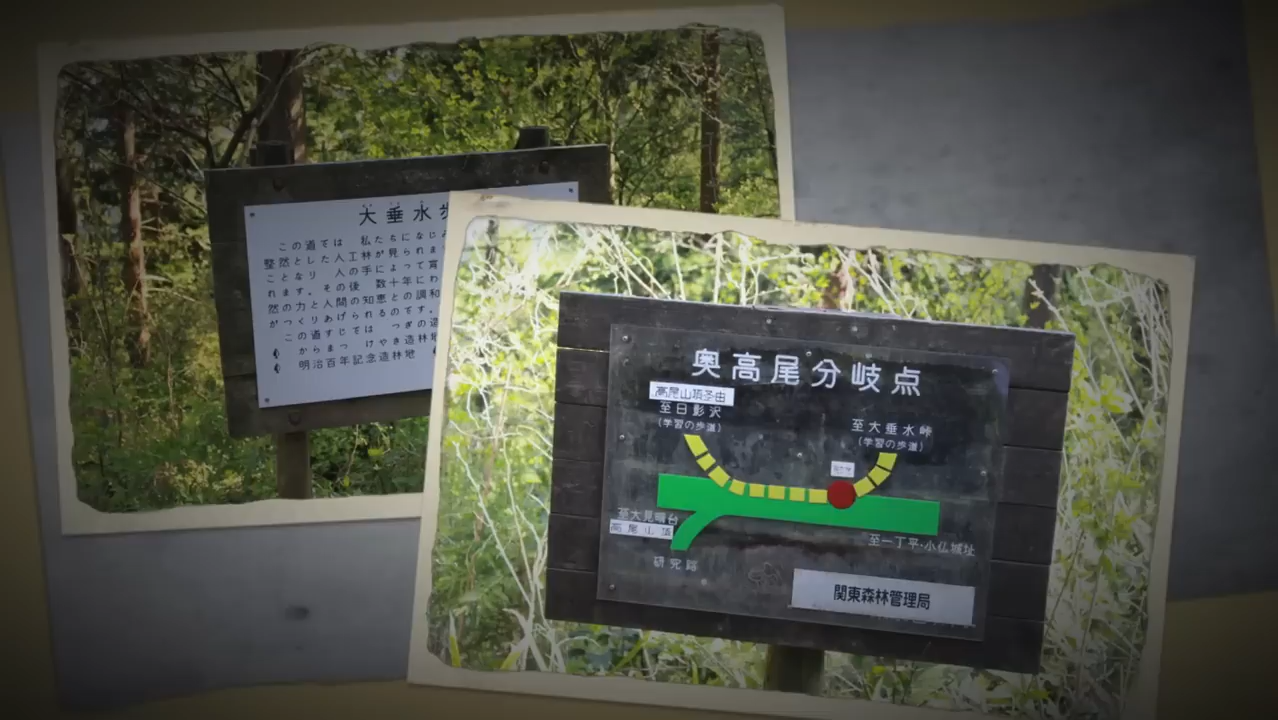 大垂水歩
この道では 私たちになじみ
整然とした人工林が見られま
ことなり 人の手によって育
れます。その後 数十年にわ
然の力と人間の知恵との調和
がつくりあげられるのです。
この道すじでは つぎの造
からまつ けやき造林地
明治百年記念造林地
奥高尾分岐点
高尾山頂経由
至日影沢
(学習の歩道)
至大垂水峠
(学習の歩道)
至大見晴台
高尾山頂
研究路
至一丁平・小仏城址
関東森林管理局